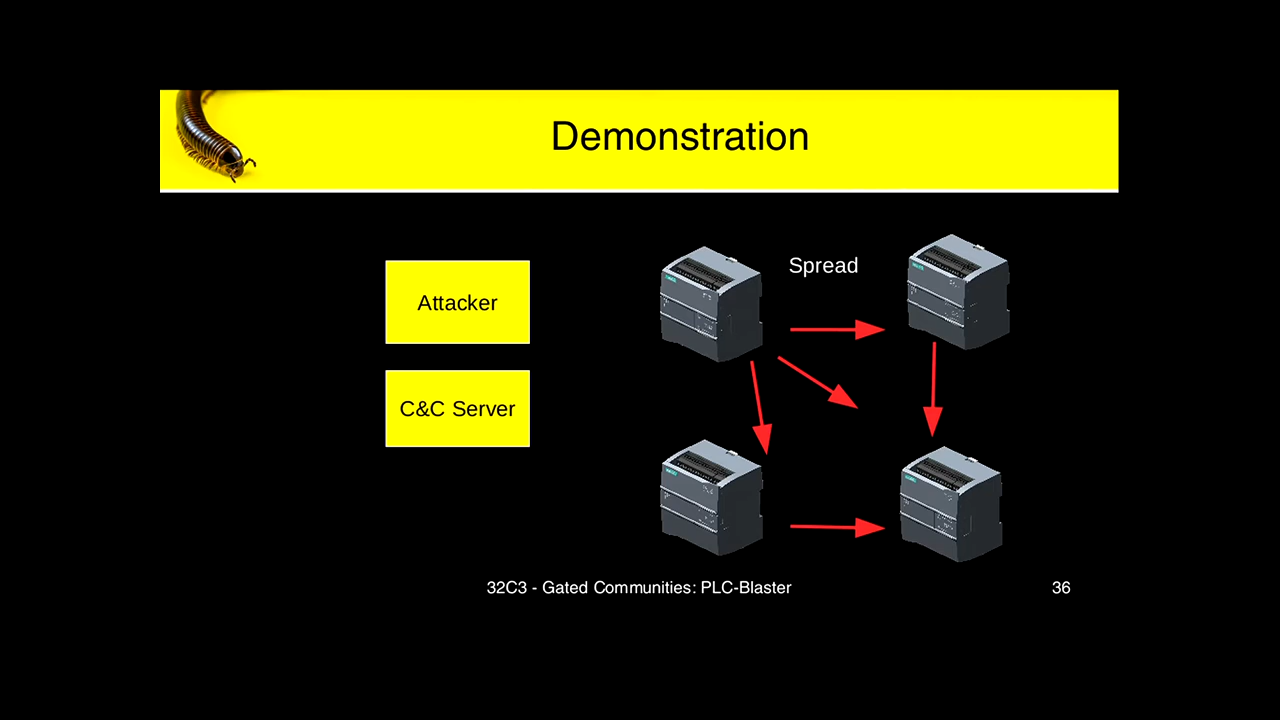 Demonstration
Attacker
Spread
C&C Server
32C3 - Gated Communities: PLC-Blaster
36